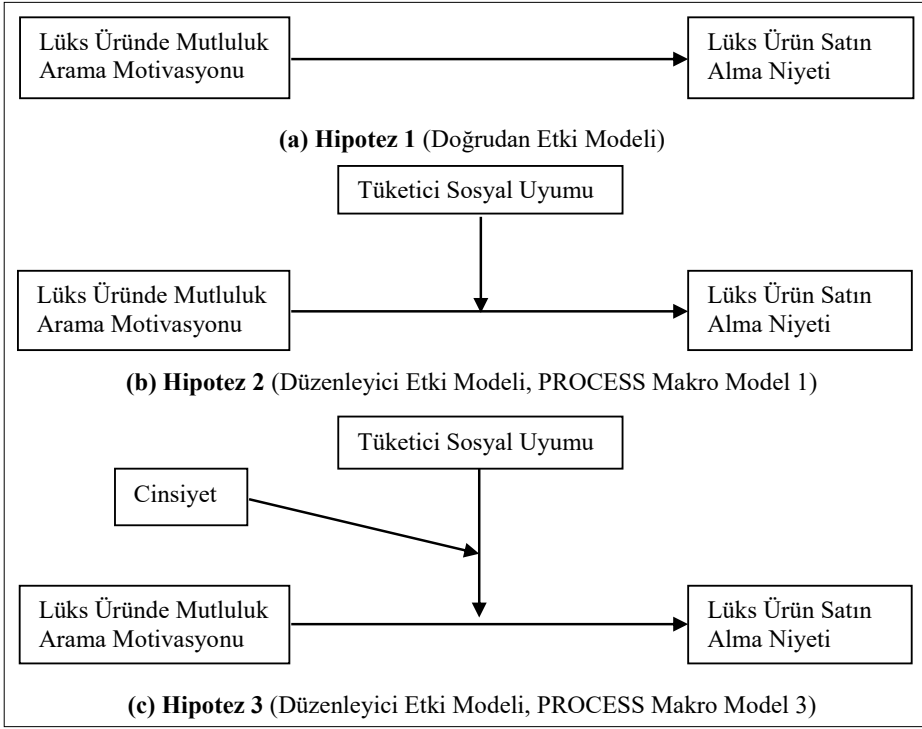 Lüks Üründe Mutluluk
Arama Motivasyonu
Lüks Ürün Satın
Alma Niyeti
(a) Hipotez 1 (Doğrudan Etki Modeli)
Tüketici Sosyal Uyumu
Lüks Üründe Mutluluk
Arama Motivasyonu
Lüks Ürün Satın
Alma Niyeti
(b) Hipotez 2 (Düzenleyici Etki Modeli, PROCESS Makro Model 1)
Tüketici Sosyal Uyumu
Cinsiyet
Lüks Üründe Mutluluk
Arama Motivasyonu
Lüks Ürün Satın
Alma Niyeti
(c) Hipotez 3 (Düzenleyici Etki Modeli, PROCESS Makro Model 3)